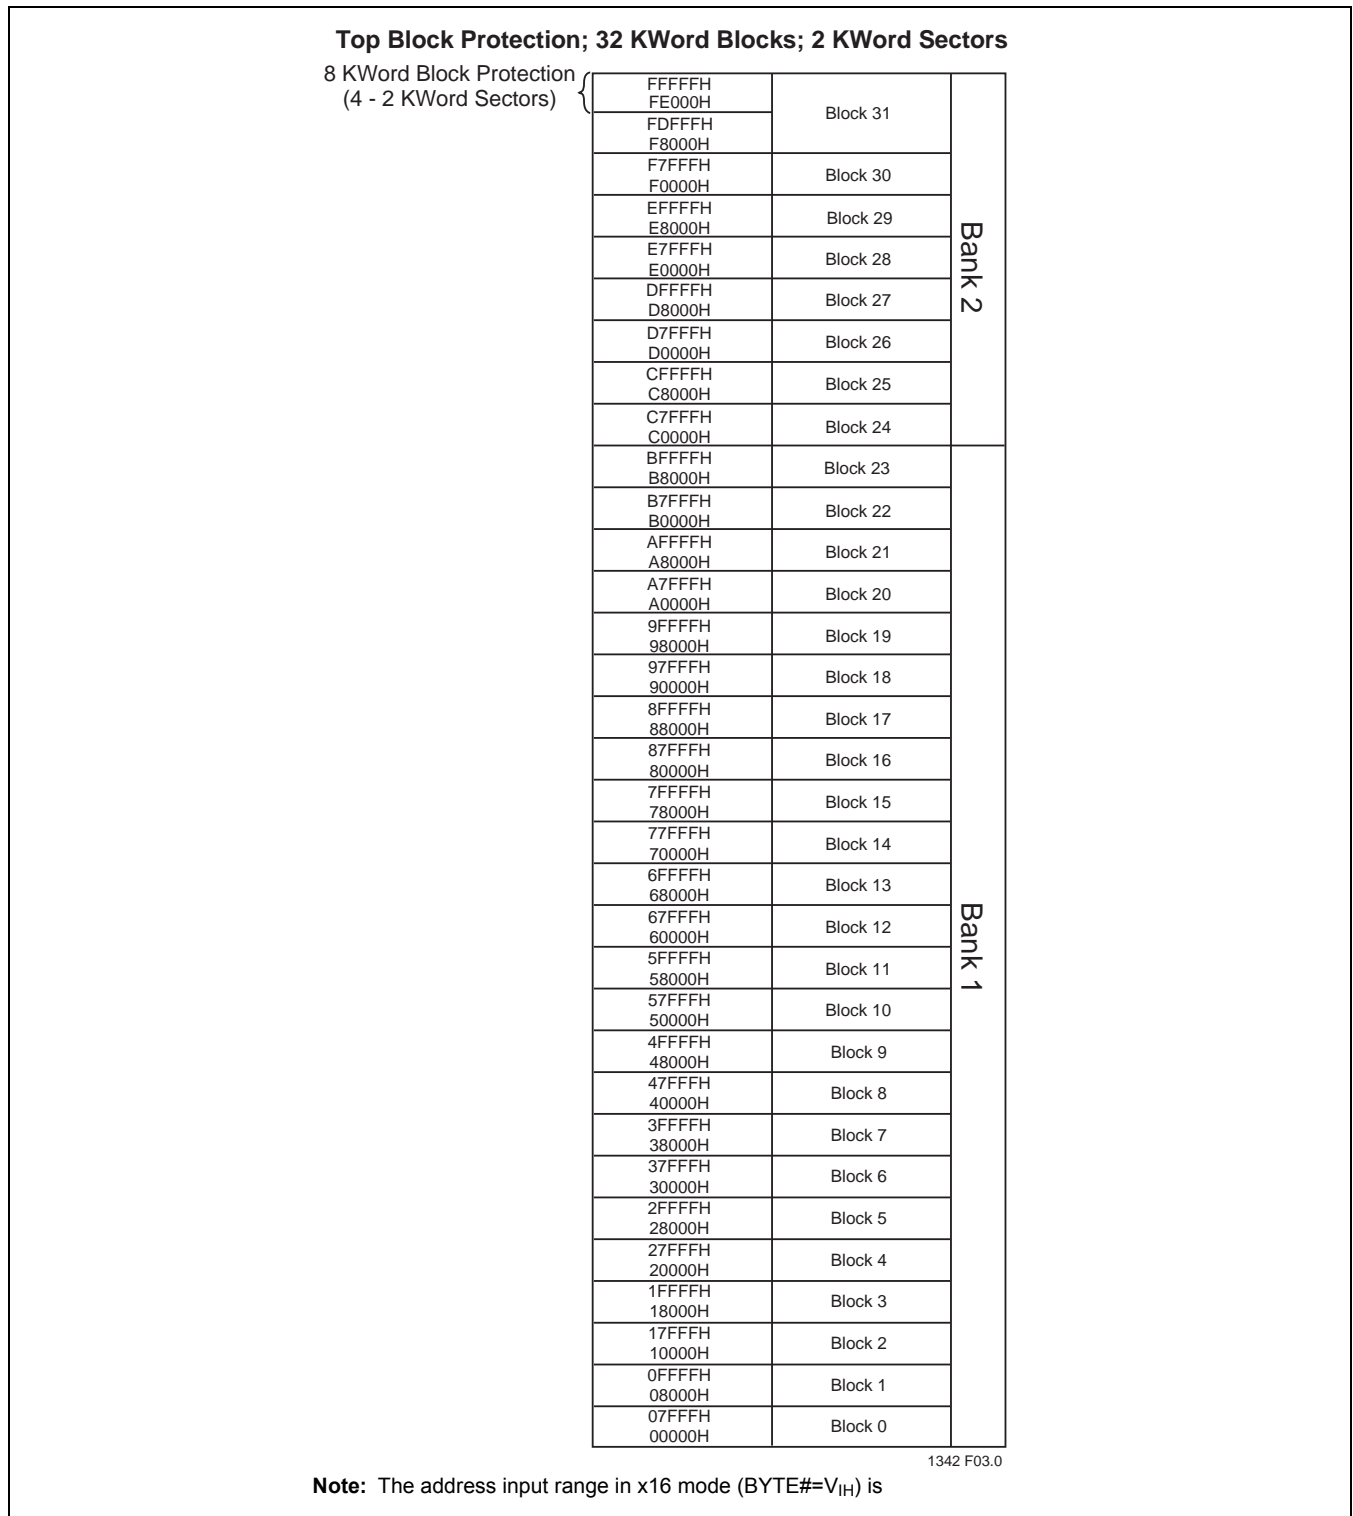 Top Block Protection; 32 KWord Blocks; 2 KWord Sectors
8 KWord Block Protection
(4 - 2 KWord Sectors)
FFFFFH
FE000H
FDFFFH
F8000H
Block 31
F7FFFH
F0000H
Block 30
EFFFFH
E8000H
Block 29
E7FFFH
E0000H
Block 28
DFFFFH
D8000H
Block 27
D7FFFH
D0000H
Block 26
CFFFFH
C8000H
Block 25
C7FFFH
C0000H
Block 24
Bank 2
BFFFFH
B8000H
Block 23
B7FFFH
B0000H
Block 22
AFFFFH
A8000H
Block 21
A7FFFH
A0000H
Block 20
9FFFFH
98000H
Block 19
97FFFH
90000H
Block 18
8FFFFH
88000H
Block 17
87FFFH
80000H
Block 16
7FFFFH
78000H
Block 15
77FFFH
70000H
Block 14
6FFFFH
68000H
Block 13
67FFFH
60000H
Block 12
5FFFFH
58000H
Block 11
57FFFH
50000H
Block 10
4FFFFH
48000H
Block 9
47FFFH
40000H
Block 8
3FFFFH
38000H
Block 7
37FFFH
30000H
Block 6
2FFFFH
28000H
Block 5
27FFFH
20000H
Block 4
1FFFFH
18000H
Block 3
17FFFH
10000H
Block 2
0FFFFH
08000H
Block 1
07FFFH
00000H
Block 0
Bank 1
1342 F03.0
Note: The address input range in x16 mode (BYTE#=VIH) is